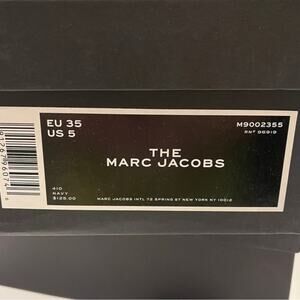 EU 35
US 5
M9002355
RN# 96919
THE
MARC JACOBS
410
NAVY
$125.00
MARC JACOBS INTL 72 SPRING ST NEW YORK NY 10012